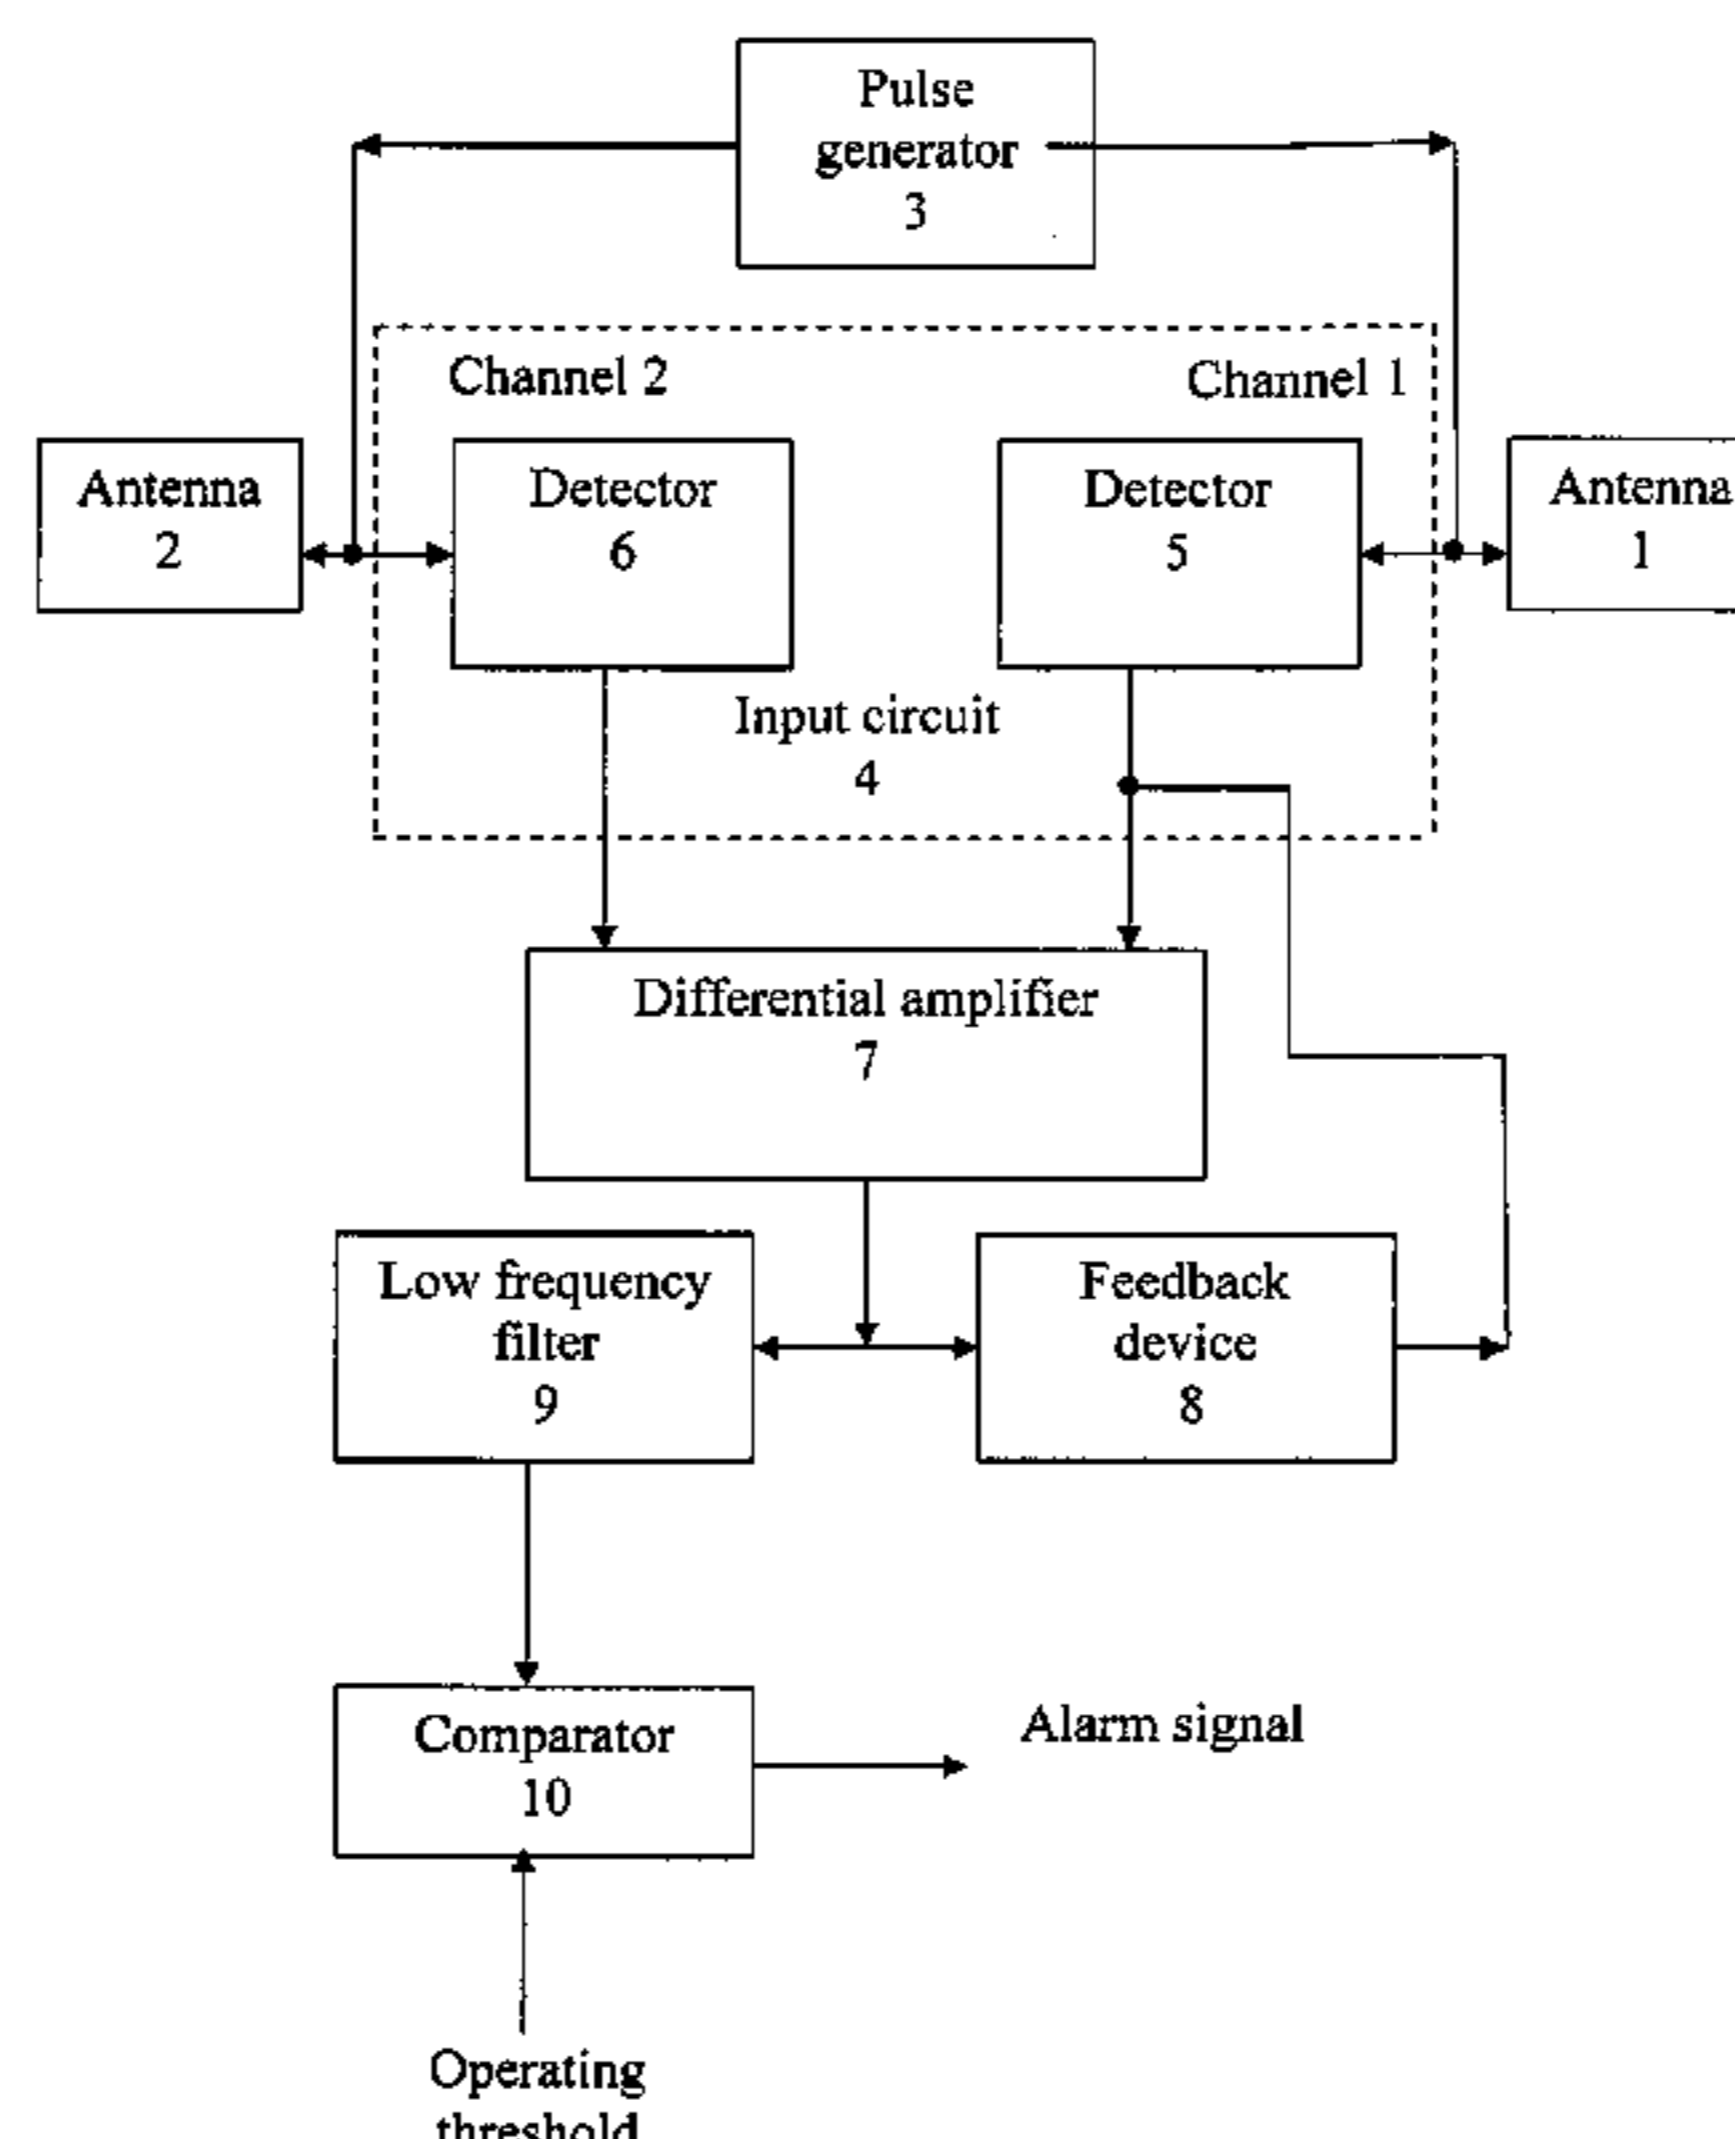 Pulse
generator
3
Channel 2
Channel 1
Antenna
2
Detector
6
Detector
5
Antenna
1
Input circuit
4
Differential amplifier
7
Low frequency
filter
9
Feedback
device
8
Comparator
10
Alarm signal
Operating
threshold